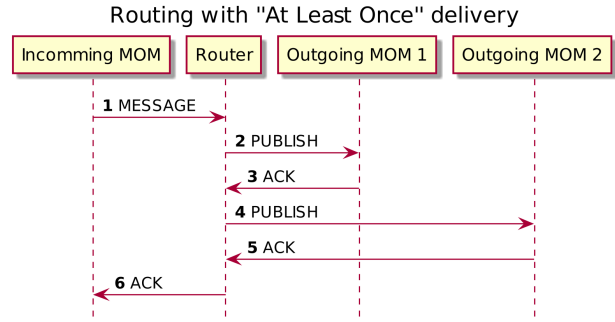 Routing with "At Least Once" delivery
Incomming MOM Router Outgoing MOM 1 Outgoing MOM 2
1 MESSAGE
2 PUBLISH
3 ACK
4 PUBLISH
5 ACK
6 ACK